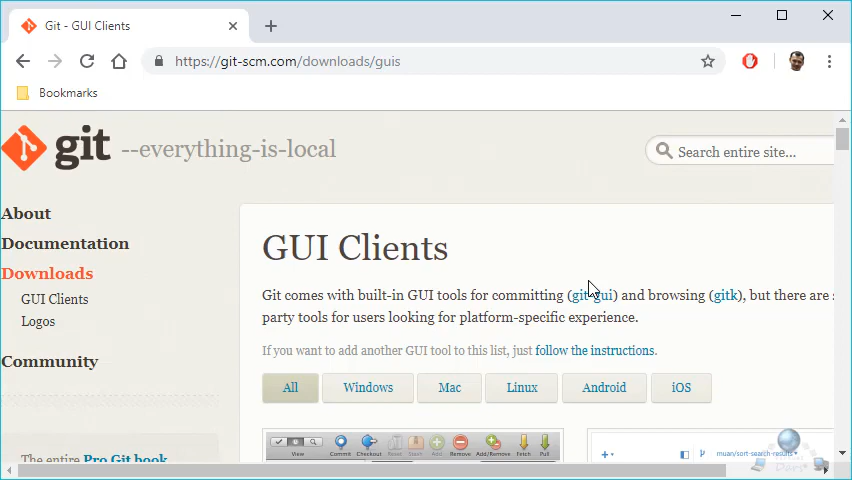 Git - GUI Clients
https://git-scm.com/downloads/guis
Bookmarks
git --everything-is-local
Search entire site...
About
Documentation
Downloads
GUI Clients
Logos
Community
The entire Pro Git book
GUI Clients
Git comes with built-in GUI tools for committing (git-gui) and browsing (gitk), but there are
party tools for users looking for platform-specific experience.
If you want to add another GUI tool to this list, just follow the instructions.
All Windows Mac Linux Android iOS
View Commit Checkout Reset Stash Add Remove Add/Remove Fetch Pull
muan/sort-search-results